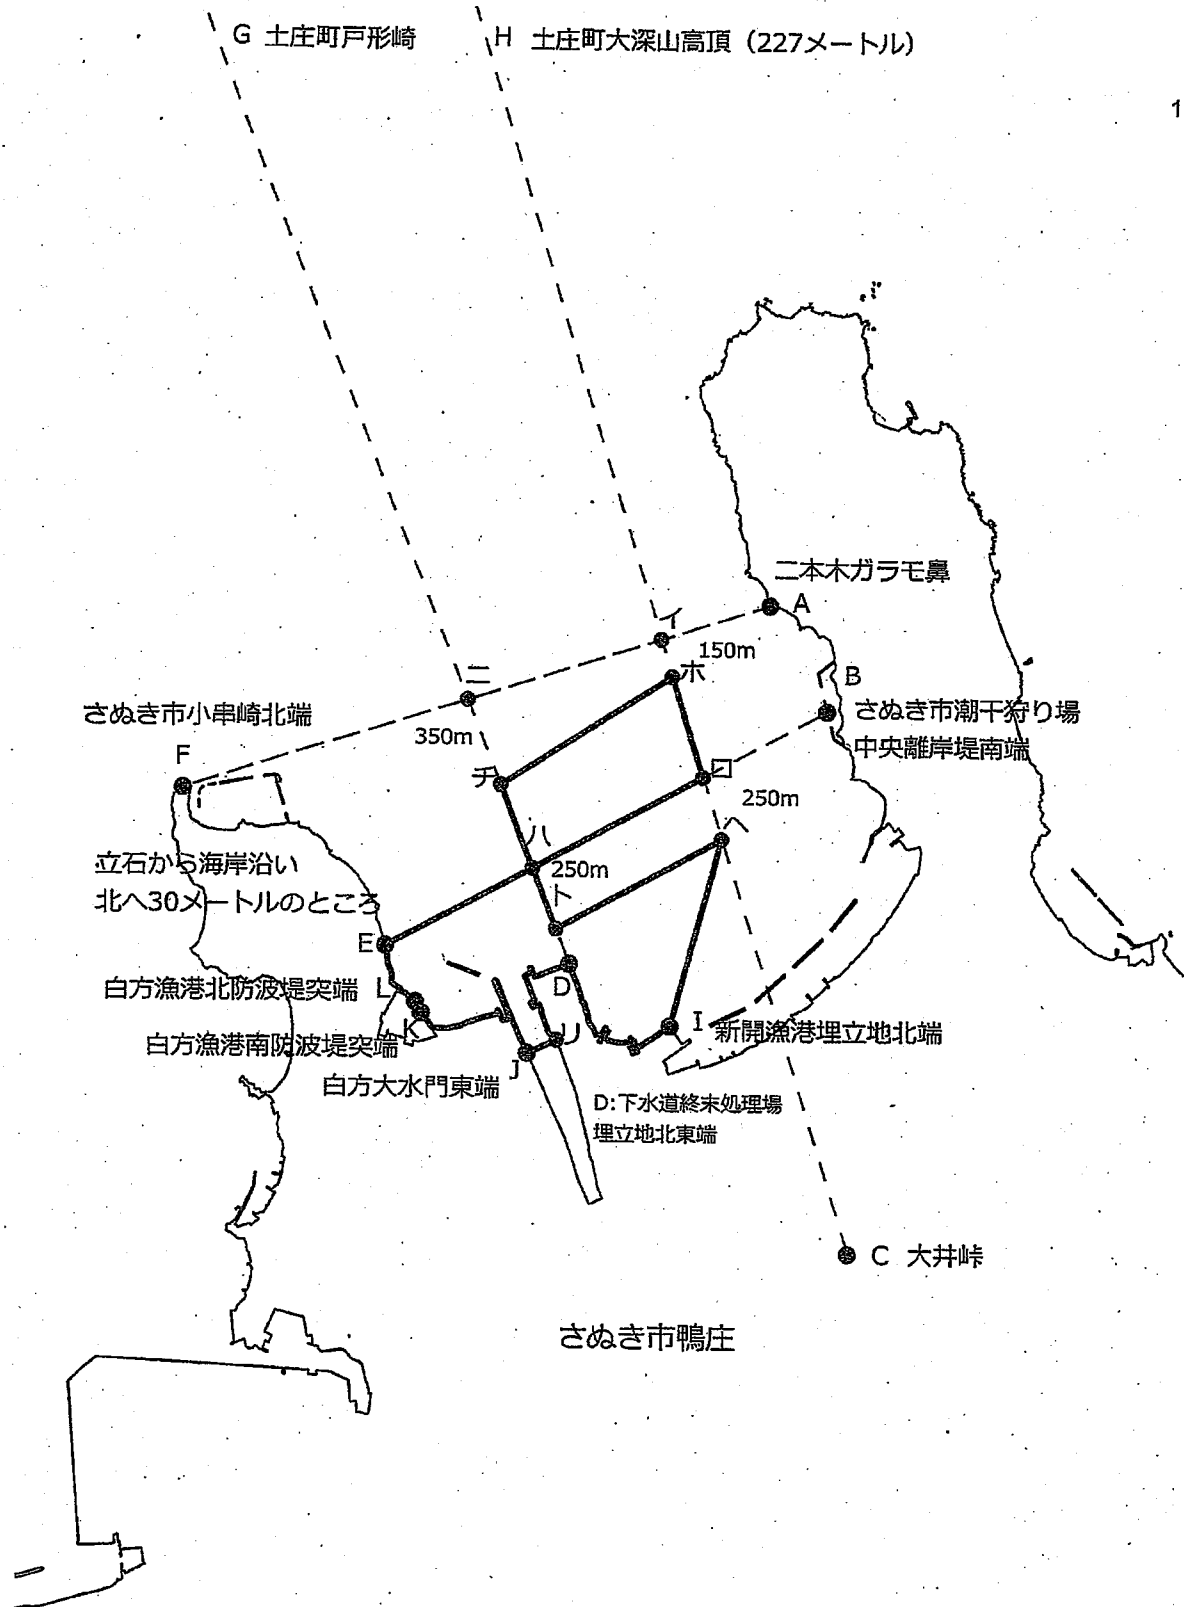 G 土庄町戸形崎
H 土庄町大深山高頂（227メートル）
1
二本木ガラモ鼻
A
イ
150m
ホ
B
ニ
さぬき市小串崎北端
さぬき市潮干狩り場
中央離岸堤南端
350m
F
チ
ロ
250m
ハ
ヘ
立石から海岸沿い
北へ30メートルのところ
250m
ト
E
D
白方漁港北防波堤突端
L
K
I
新開漁港埋立地北端
白方漁港南防波堤突端
リ
J
白方大水門東端
D:下水道終末処理場
埋立地北東端
C 大井峠
さぬき市鴨庄